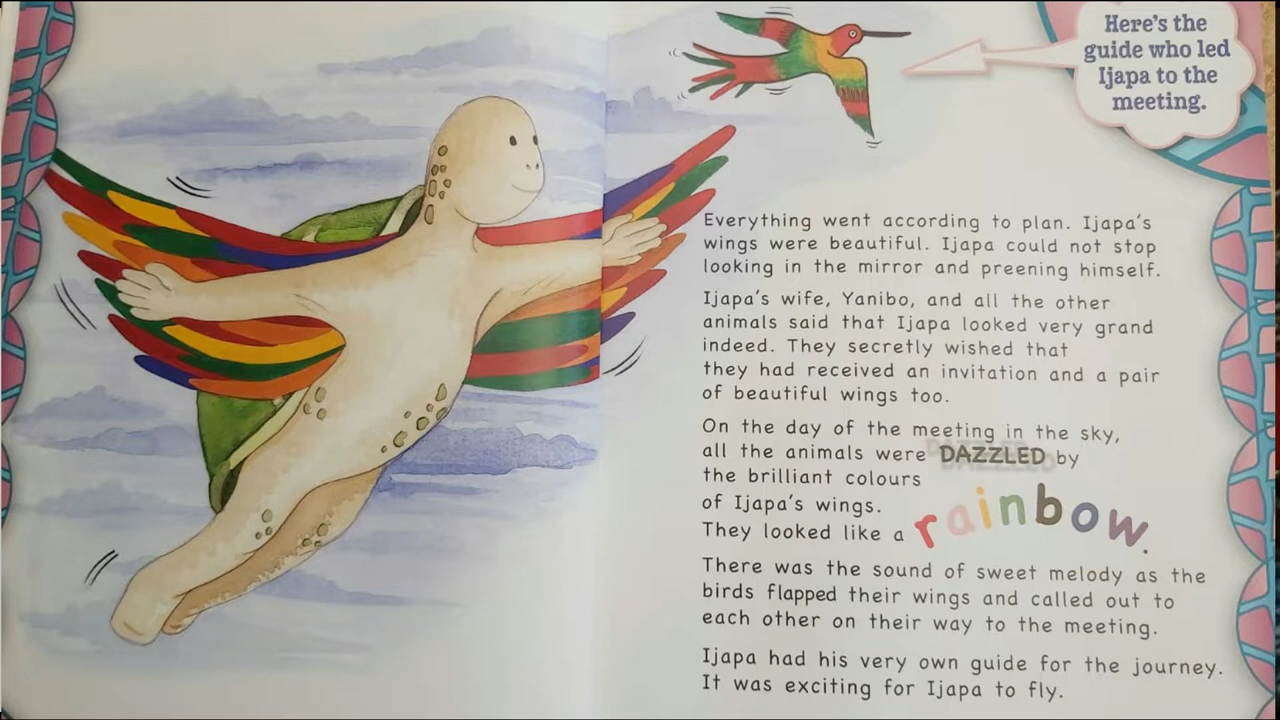 Here's the
guide who led
Ijapa to the
meeting.
Everything went according to plan. Ijapa's
wings were beautiful. Ijapa could not stop
looking in the mirror and preening himself.
Ijapa's wife, Yanibo, and all the other
animals said that Ijapa looked very grand
indeed. They secretly wished that
they had received an invitation and a pair
of beautiful wings too.
On the day of the meeting in the sky,
all the animals were DAZZLED by
the brilliant colours
of Ijapa's wings.
They looked like a rainbow.
There was the sound of sweet melody as the
birds flapped their wings and called out to
each other on their way to the meeting.
Ijapa had his very own guide for the journey.
It was exciting for Ijapa to fly.